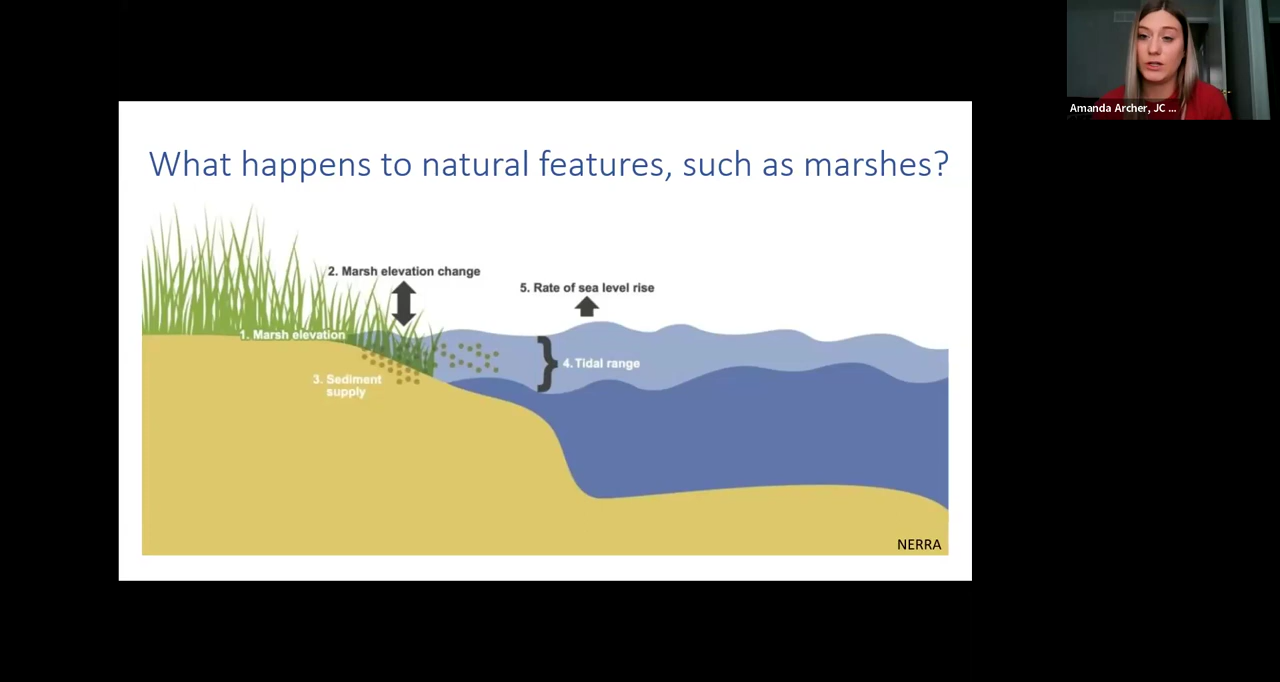 Amanda Archer, JC ...
What happens to natural features, such as marshes?
2. Marsh elevation change
5. Rate of sea level rise
1. Marsh elevation
4. Tidal range
3. Sediment
supply
NERRA